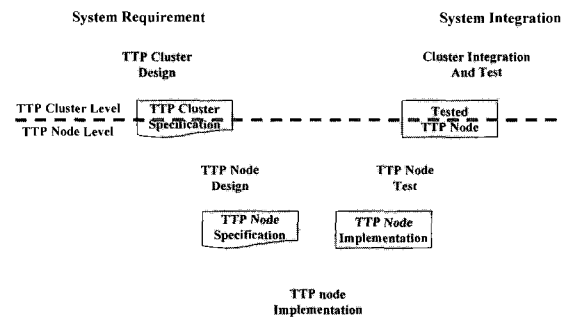 System Requirement
System Integration
TTP Cluster
Design
Cluster Integration
And Test
TTP Cluster Level
TTP Node Level
TTP Cluster
Specification
Tested
TTP Node
TTP Node
Design
TTP Node
Test
TTP Node
Specification
TTP Node
Implementation
TTP node
Implementation